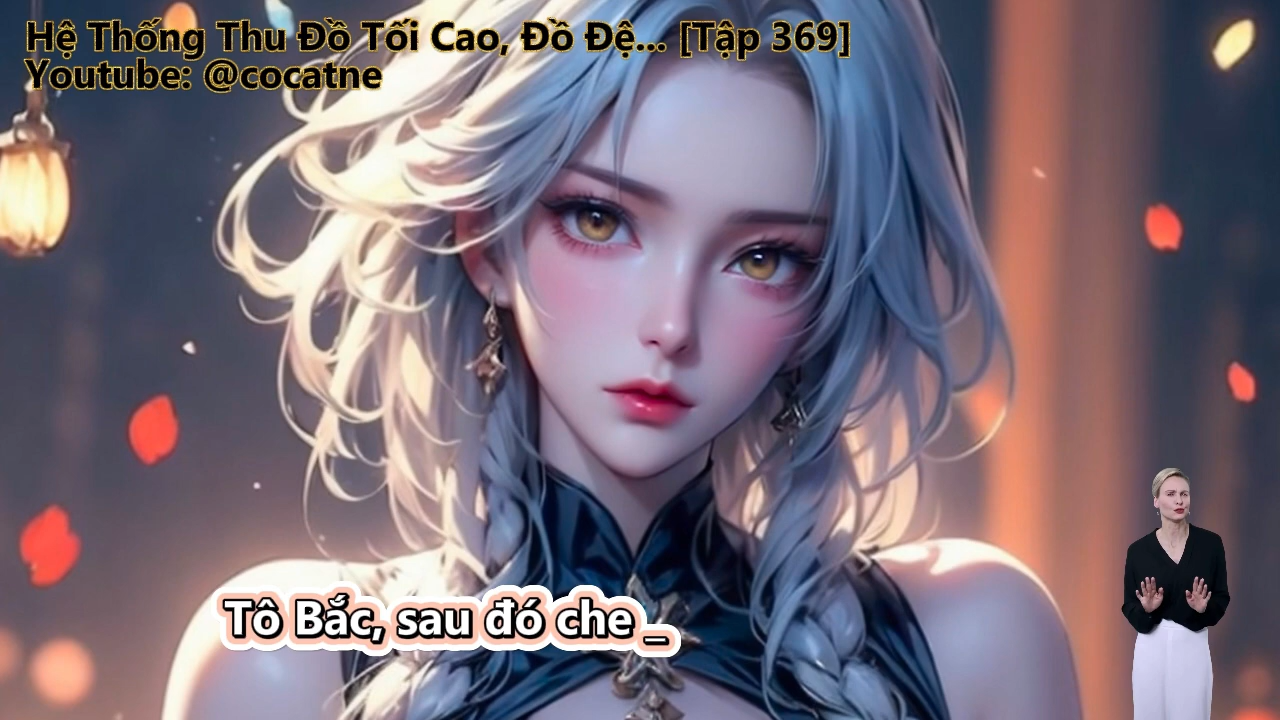 Hệ Thống Thu Đồ Tối Cao, Đồ Đệ... [Tập 369]
Youtube: @cocatne
Tô Bắc, sau đó che _